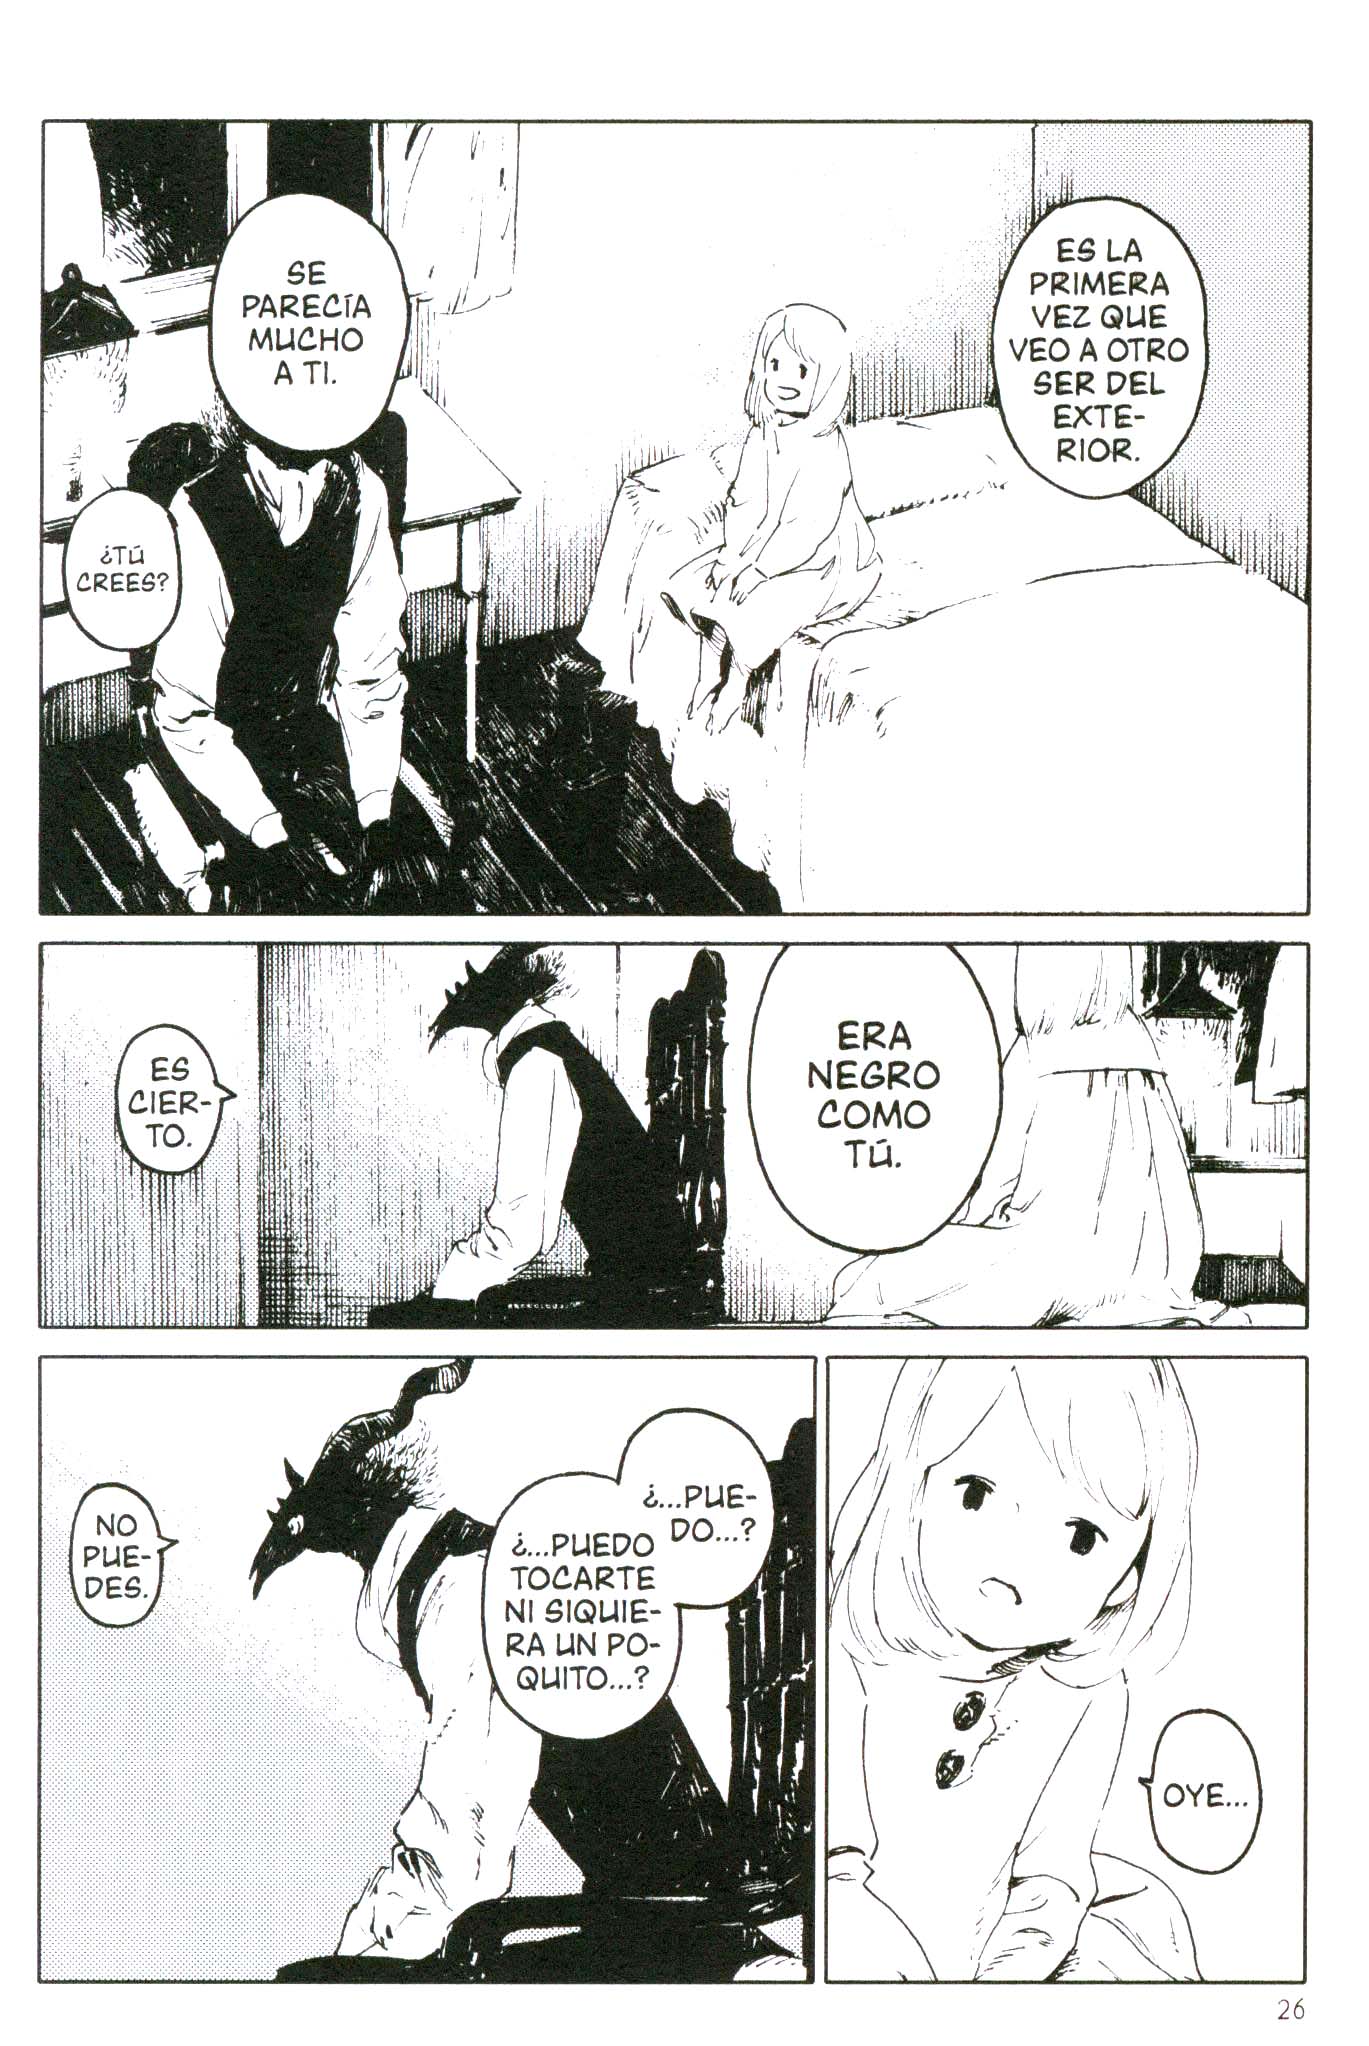 ES LA
PRIMERA
VEZ QUE
VEO A OTRO
SER DEL
EXTE-
RIOR.
SE
PARECÍA
MUCHO
A TI.
¿TÚ
CREES?
ERA
NEGRO
COMO
TÚ.
ES
CIER-
TO.
OYE...
¿...PUE-
DO...?
¿...PUEDO
TOCARTE
NI SIQUIE-
RA UN PO-
QUITO...?
NO
PUE-
DES.
26